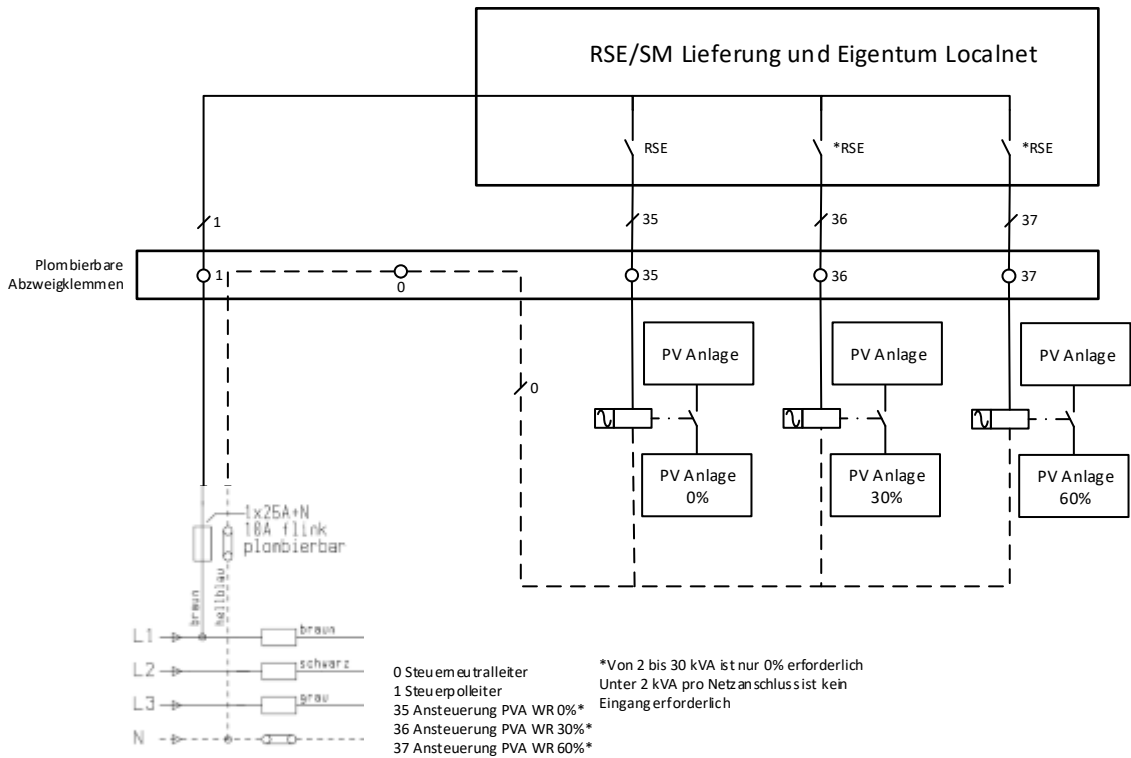 RSE/SM Lieferung und Eigentum Localnet
RSE
*RSE
*RSE
1
35
36
37
Plombierbare
Abzweigklemmen
1
0
35
36
37
0
PV Anlage
PV Anlage
PV Anlage
PV Anlage
0%
PV Anlage
30%
PV Anlage
60%
1x25A+N
10A flink
plombierbar
braun
hellblau
L1
braun
L2
schwarz
L3
grau
N
0 Steuerneutralleiter
1 Steuerpolleiter
35 Ansteuerung PVA WR 0%*
36 Ansteuerung PVA WR 30%*
37 Ansteuerung PVA WR 60%*
*Von 2 bis 30 kVA ist nur 0% erforderlich
Unter 2 kVA pro Netzanschluss ist kein
Eingang erforderlich